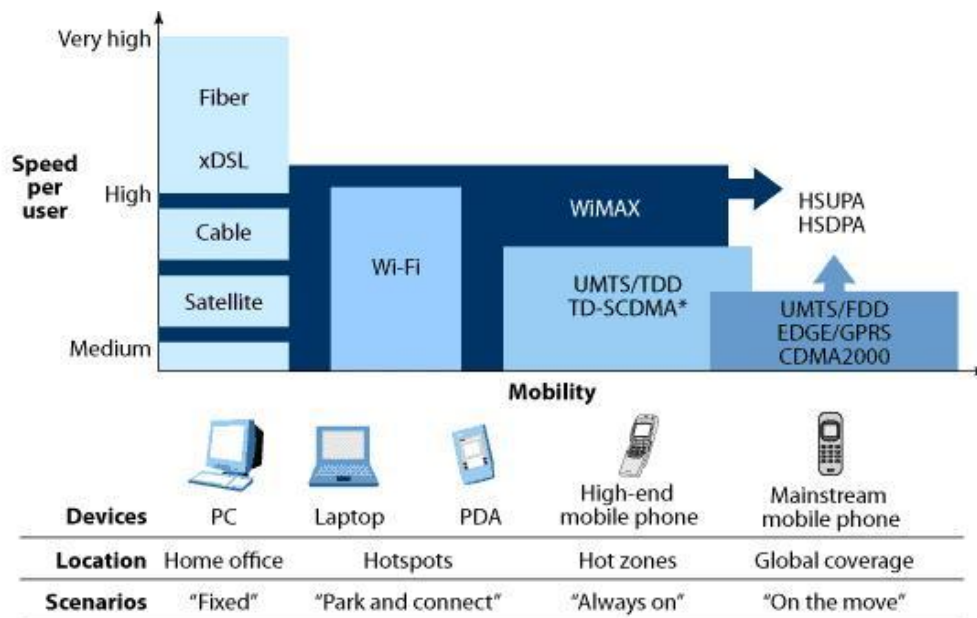 Very high
Speed
per
user
High
Medium
Fiber
xDSL
Cable
Satellite
Wi-Fi
WiMAX
UMTS/TDD
TD-SCDMA*
HSUPA
HSDPA
UMTS/FDD
EDGE/GPRS
CDMA2000
Mobility
Devices PC Laptop PDA High-end
mobile phone Mainstream
mobile phone
Location Home office Hotspots Hot zones Global coverage
Scenarios "Fixed" "Park and connect" "Always on" "On the move"